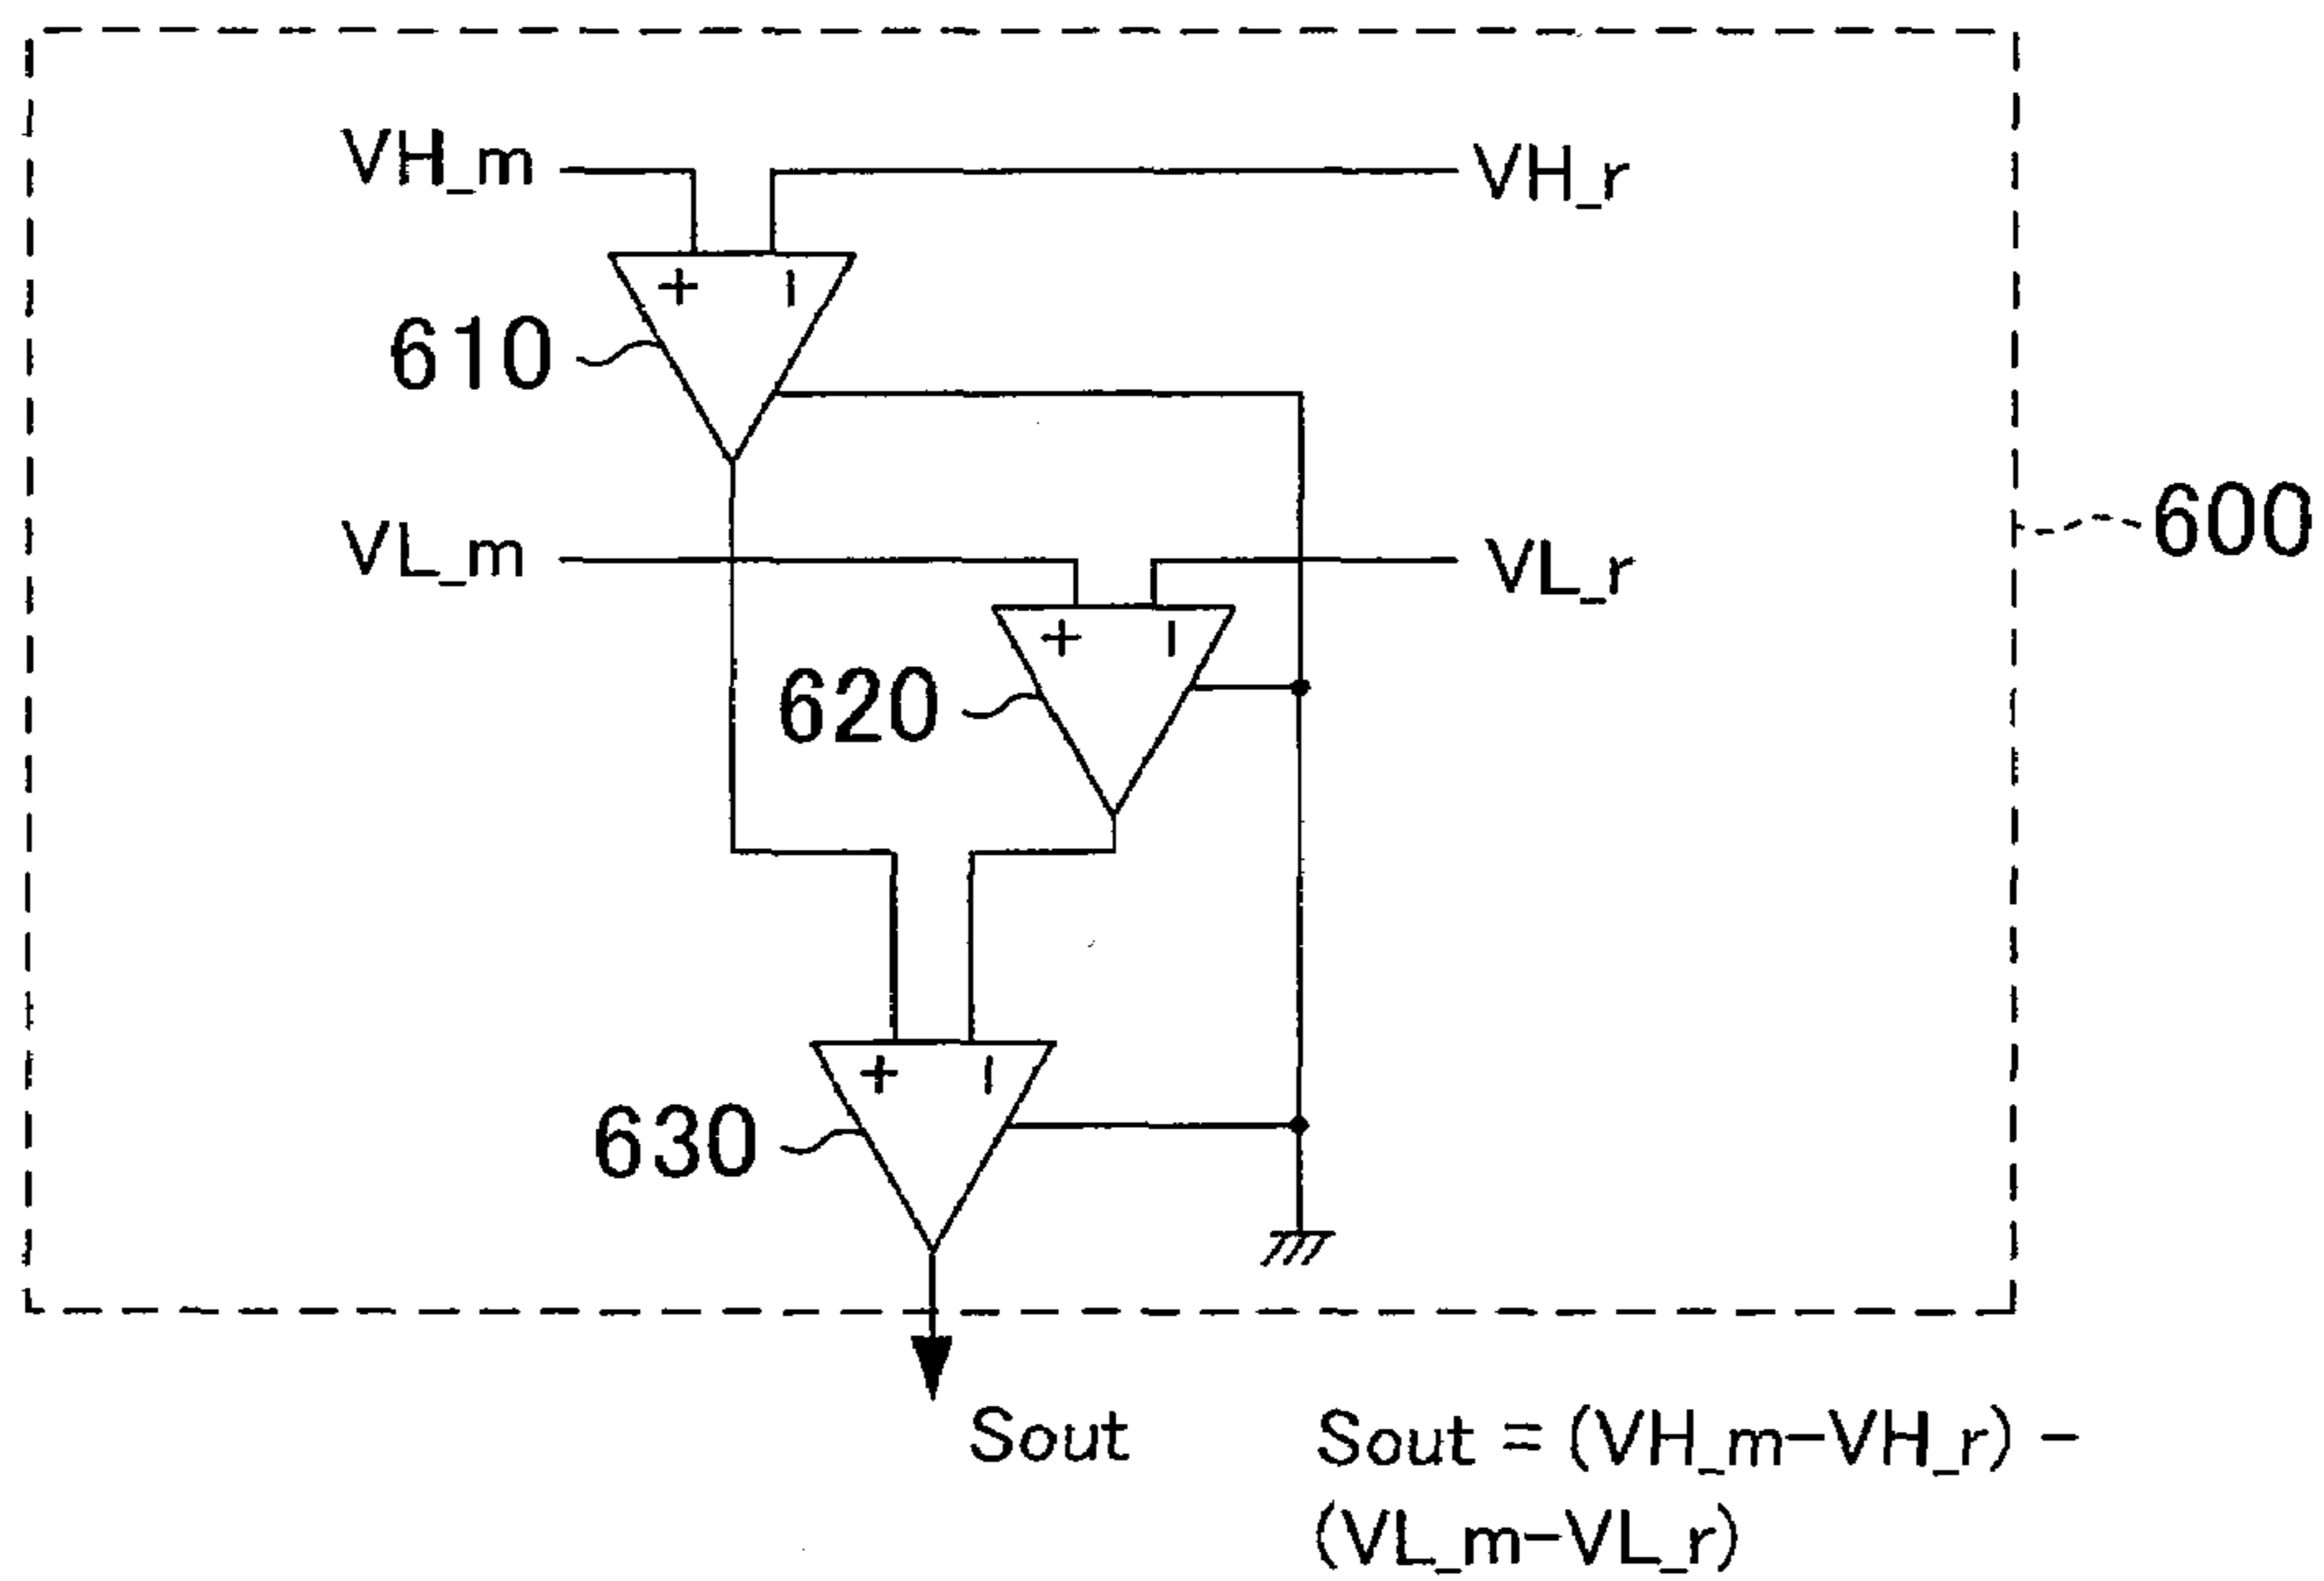 VH_m
VH_r
+ −
610
VL_m
VL_r
600
+ −
620
+ −
630
Sout
Sout = (VH_m−VH_r) −
(VL_m−VL_r)